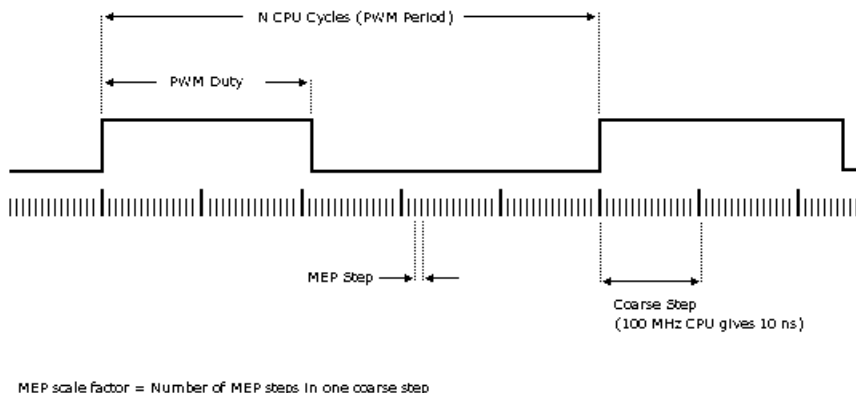 N CPU Cycles (PWM Period)
PWM Duty
MEP Step
Coarse Step
(100 MHz CPU gives 10 ns)
MEP scale factor = Number of MEP steps in one coarse step